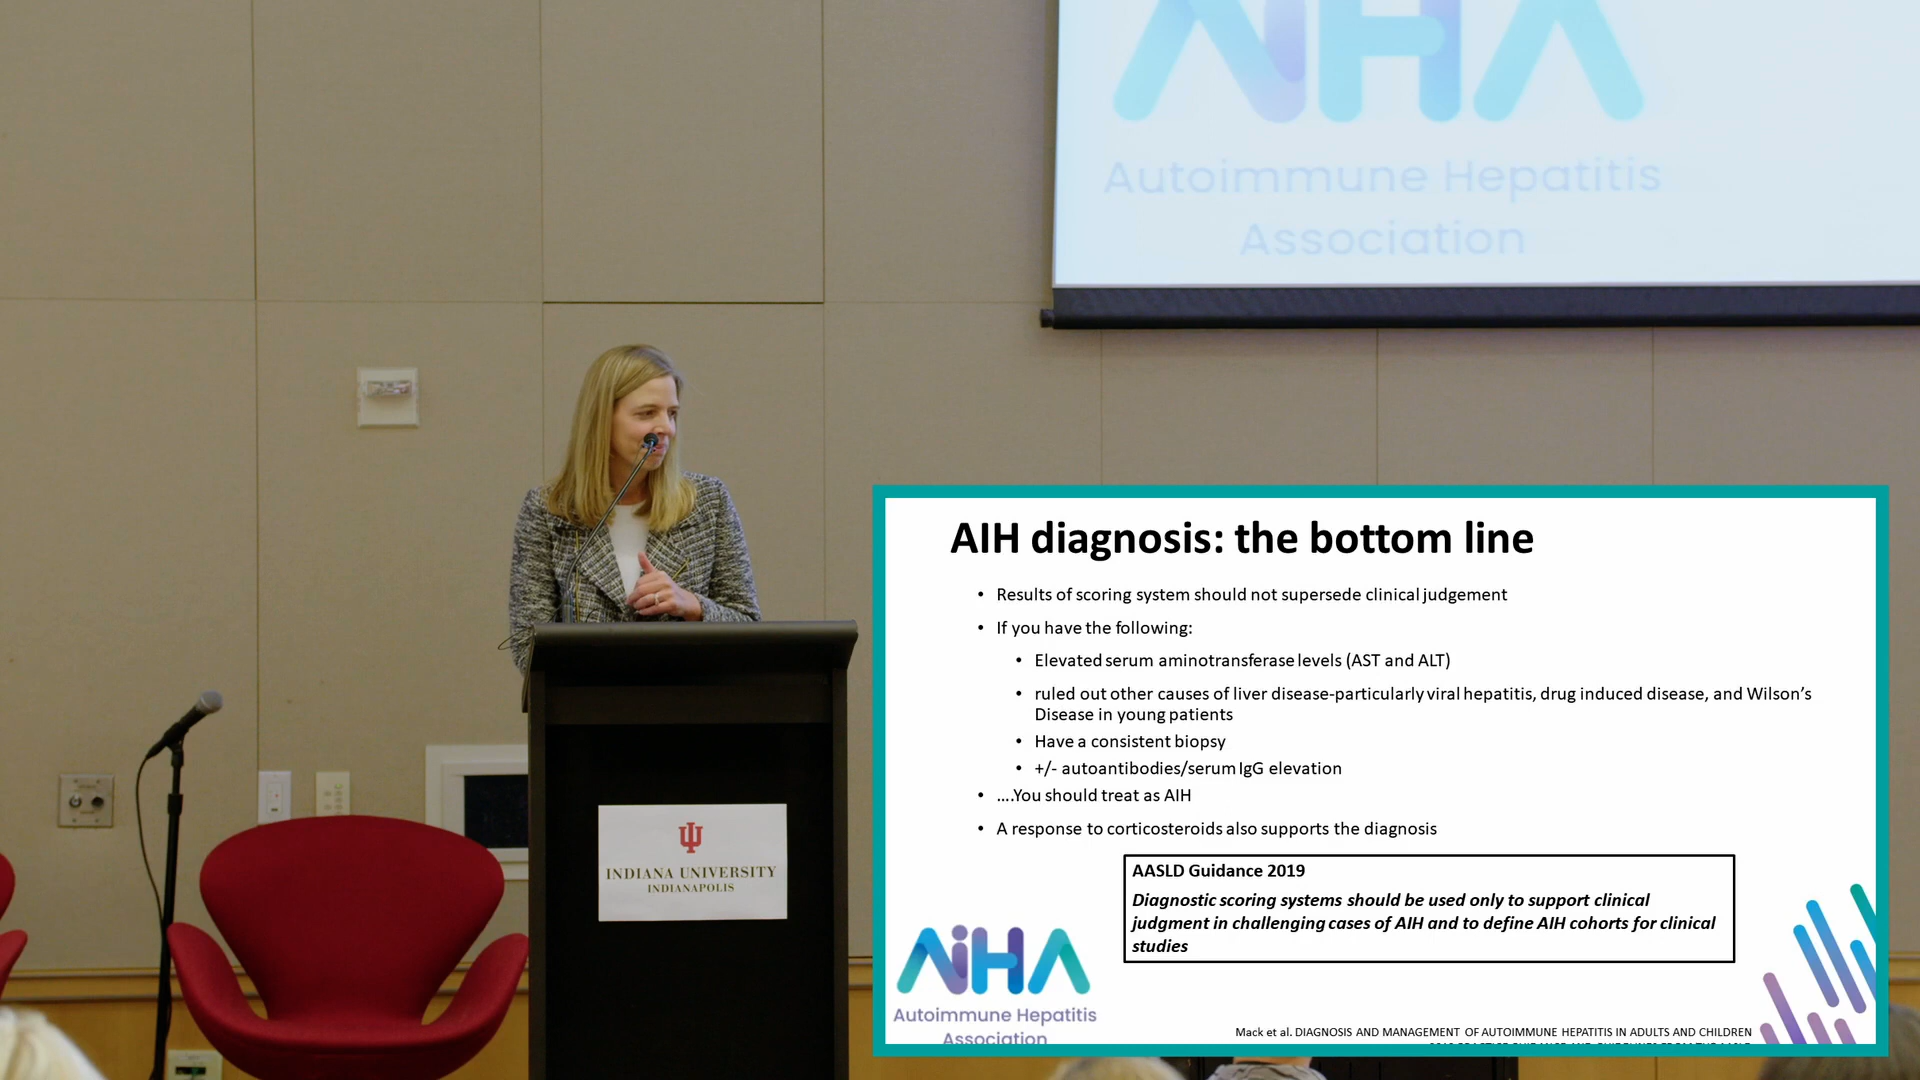 AiHA
Autoimmune Hepatitis
Association
INDIANA UNIVERSITY
INDIANAPOLIS
AIH diagnosis: the bottom line
• Results of scoring system should not supersede clinical judgement
• If you have the following:
• Elevated serum aminotransferase levels (AST and ALT)
• ruled out other causes of liver disease-particularly viral hepatitis, drug induced disease, and Wilson's
Disease in young patients
• Have a consistent biopsy
• +/- autoantibodies/serum IgG elevation
• ....You should treat as AIH
• A response to corticosteroids also supports the diagnosis
AASLD Guidance 2019
Diagnostic scoring systems should be used only to support clinical
judgment in challenging cases of AIH and to define AIH cohorts for clinical
studies
AiHA
Autoimmune Hepatitis
Association
Mack et al. DIAGNOSIS AND MANAGEMENT OF AUTOIMMUNE HEPATITIS IN ADULTS AND CHILDREN